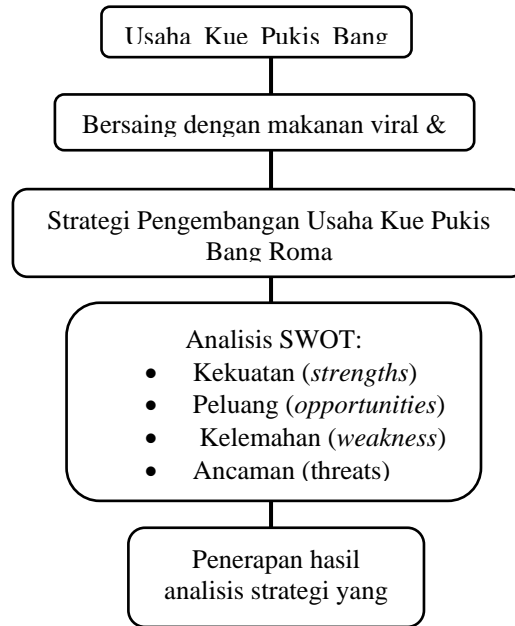 Usaha Kue Pukis Bang
Bersaing dengan makanan viral &
Strategi Pengembangan Usaha Kue Pukis
Bang Roma
Analisis SWOT:
• Kekuatan (strengths)
• Peluang (opportunities)
• Kelemahan (weakness)
• Ancaman (threats)
Penerapan hasil
analisis strategi yang